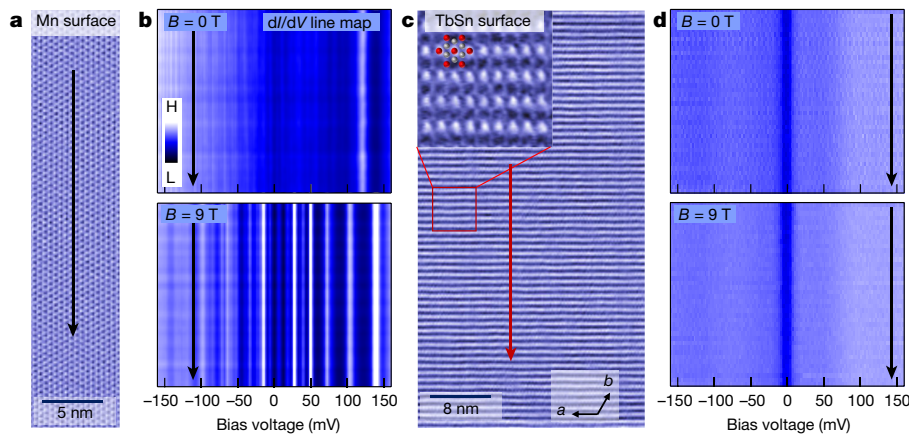 a
Mn surface
5 nm
b
B = 0 T
dI/dV line map
H
L
B = 9 T
−150 −100 −50 0 50 100 150
Bias voltage (mV)
c
TbSn surface
8 nm
b
a
d
B = 0 T
B = 9 T
−150 −100 −50 0 50 100 150
Bias voltage (mV)